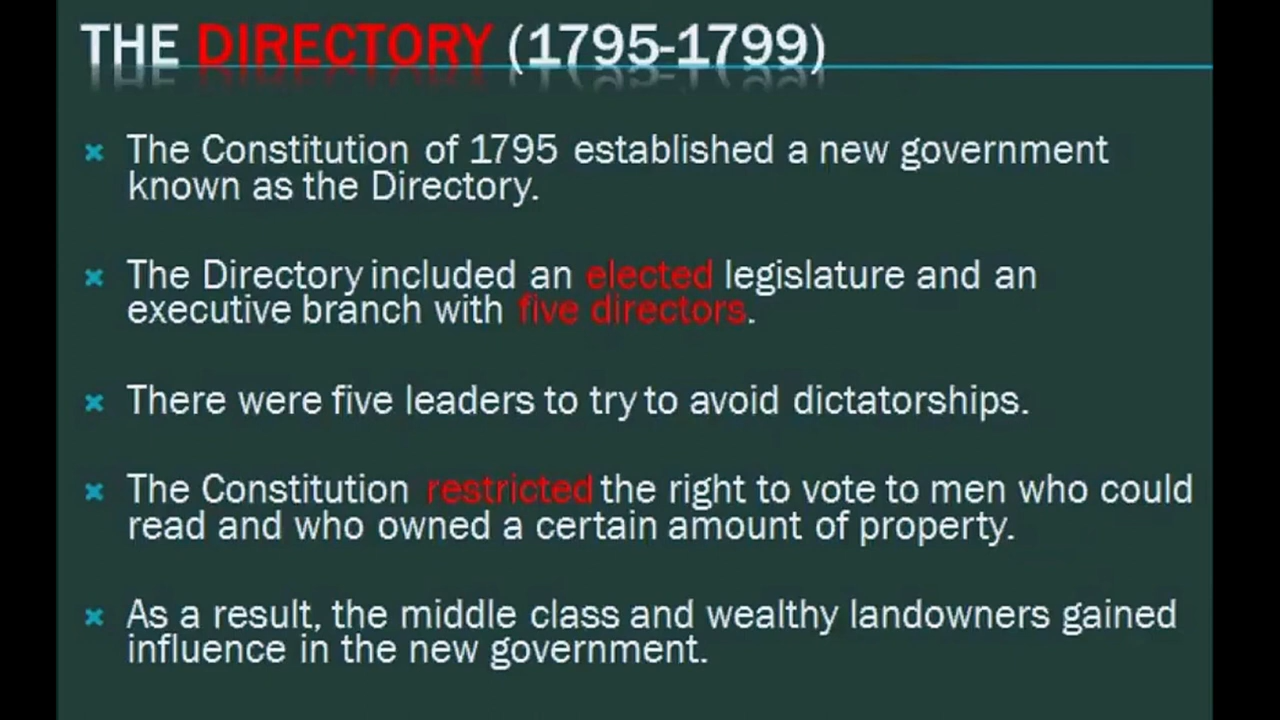 THE DIRECTORY (1795-1799)
The Constitution of 1795 established a new government
known as the Directory.
The Directory included an elected legislature and an
executive branch with five directors.
There were five leaders to try to avoid dictatorships.
The Constitution restricted the right to vote to men who could
read and who owned a certain amount of property.
As a result, the middle class and wealthy landowners gained
influence in the new government.